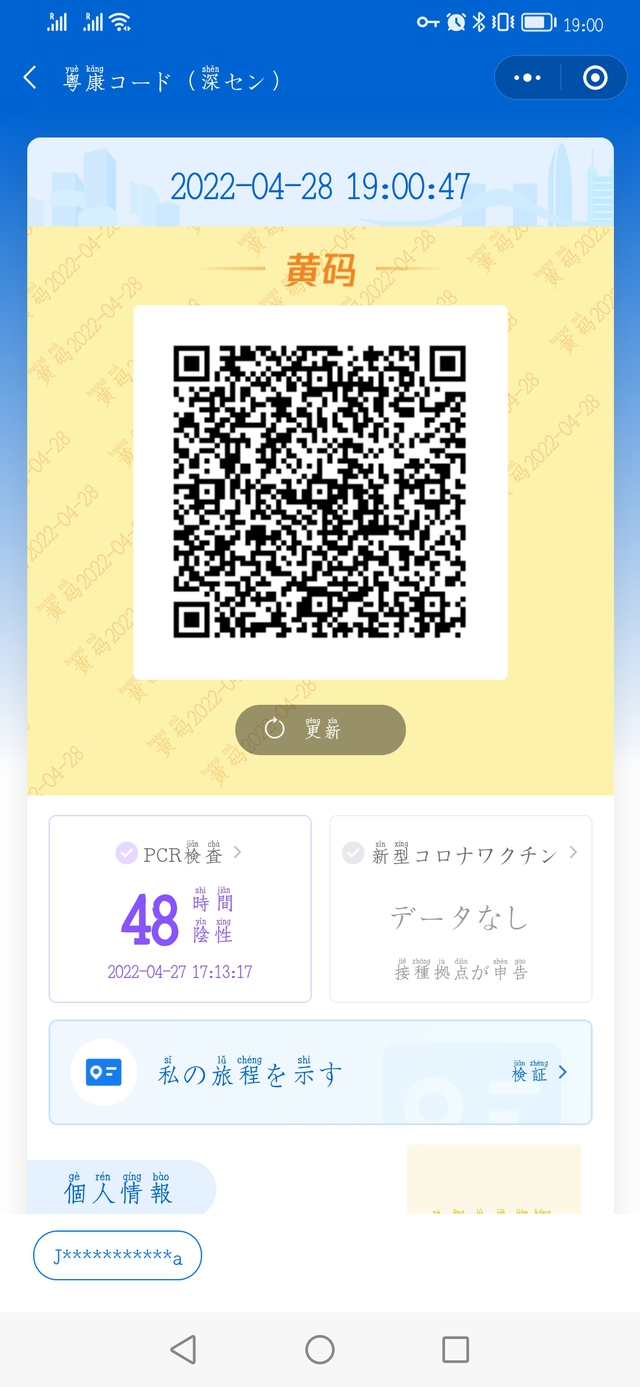 19:00
粤康コード（深セン）
2022-04-28 19:00:47
黄码
更新
PCR検査
48
時間
陰性
2022-04-27 17:13:17
新型コロナワクチン
データなし
接種拠点が申告
私の旅程を示す
検証
個人情報
J***********a